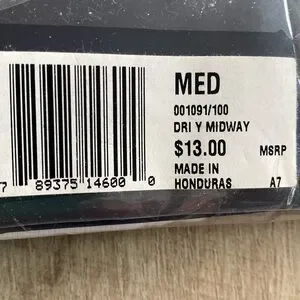 MED
001091/100
DRI Y MIDWAY
$13.00 MSRP
MADE IN
HONDURAS A7
7 89375 14600 0